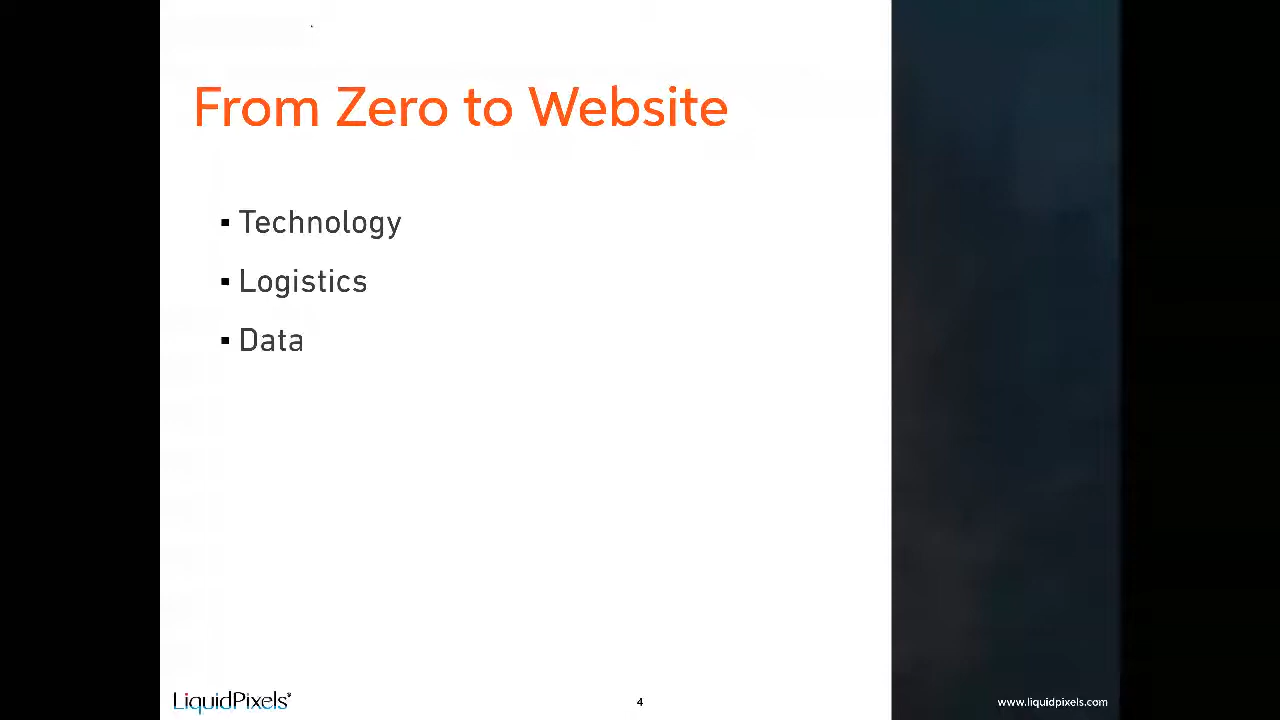 From Zero to Website
▪ Technology
▪ Logistics
▪ Data
LiquidPixels®
4
www.liquidpixels.com